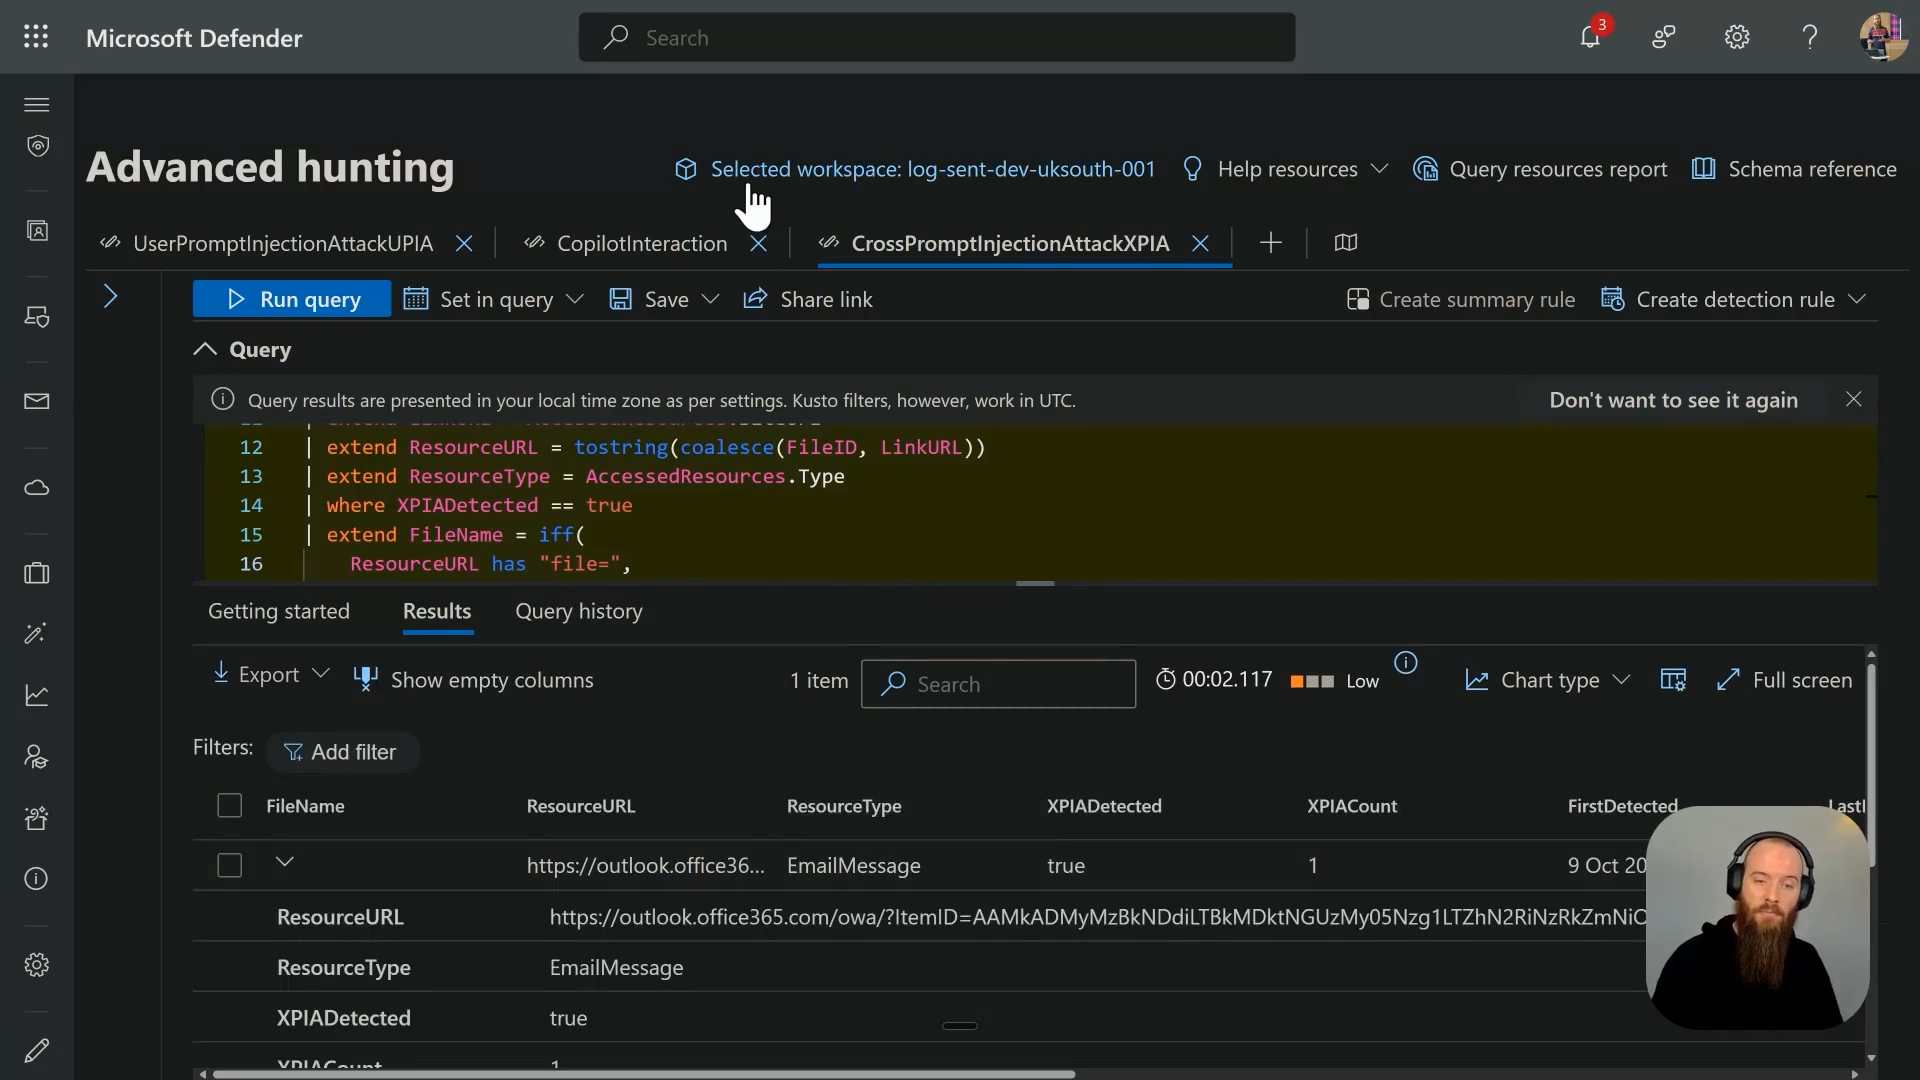 Microsoft Defender
Search
3
Advanced hunting
Selected workspace: log-sent-dev-uksouth-001
Help resources
Query resources report
Schema reference
UserPromptInjectionAttackUPIA
CopilotInteraction
CrossPromptInjectionAttackXPIA
Run query
Set in query
Save
Share link
Create summary rule
Create detection rule
Query
Query results are presented in your local time zone as per settings. Kusto filters, however, work in UTC.
Don't want to see it again
12 | extend ResourceURL = tostring(coalesce(FileID, LinkURL))
13 | extend ResourceType = AccessedResources.Type
14 | where XPIADetected == true
15 | extend FileName = iff(
16 ResourceURL has "file=",
Getting started
Results
Query history
Export
Show empty columns
1 item
Search
00:02.117
Low
Chart type
Full screen
Filters:
Add filter
FileName ResourceURL ResourceType XPIADetected XPIACount FirstDetected
https://outlook.office36... EmailMessage true 1 9 Oct 20
ResourceURL https://outlook.office365.com/owa/?ItemID=AAMkADMyMzBkNDdiLTBkMDktNGUzMy05Nzg1LTZhN2RiNzRkZmNiO
ResourceType EmailMessage
XPIADetected true
XPIACount 1